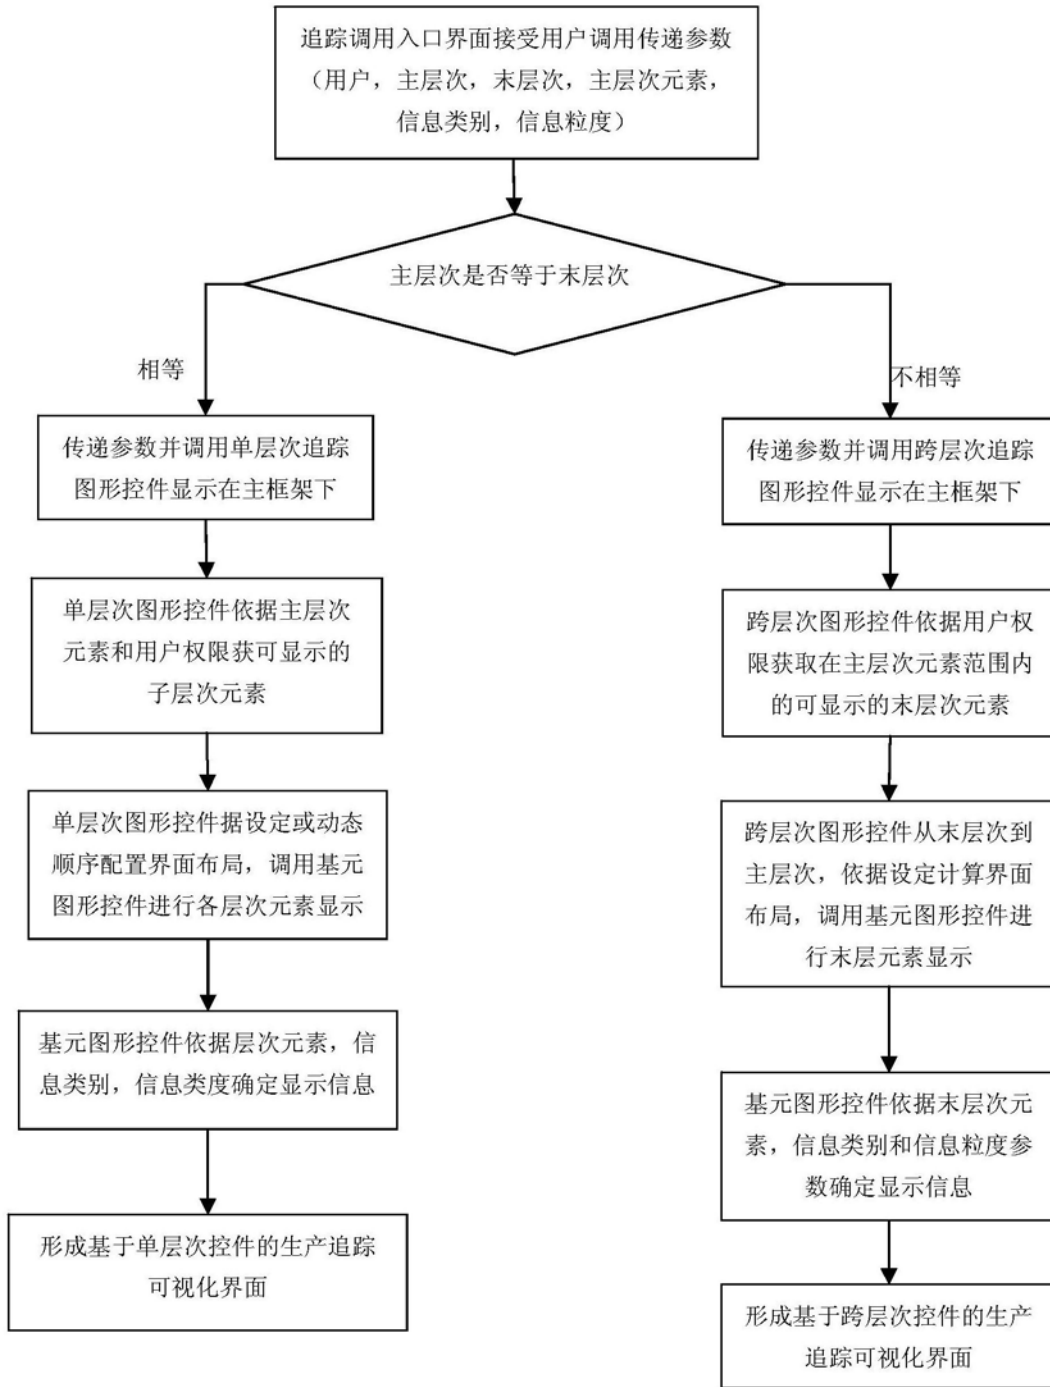 追踪调用入口界面接受用户调用传递参数
（用户，主层次，末层次，主层次元素，
信息类别，信息粒度）
主层次是否等于末层次
相等
不相等
传递参数并调用单层次追踪
图形控件显示在主框架下
单层次图形控件依据主层次
元素和用户权限获可显示的
子层次元素
单层次图形控件据设定或动态
顺序配置界面布局，调用基元
图形控件进行各层次元素显示
基元图形控件依据层次元素，信
息类别，信息类度确定显示信息
形成基于单层次控件的生产追踪
可视化界面
传递参数并调用跨层次追踪
图形控件显示在主框架下
跨层次图形控件依据用户权
限获取在主层次元素范围内
的可显示的末层次元素
跨层次图形控件从末层次到
主层次，依据设定计算界面
布局，调用基元图形控件进
行末层元素显示
基元图形控件依据末层次元
素，信息类别和信息粒度参
数确定显示信息
形成基于跨层次控件的生产
追踪可视化界面